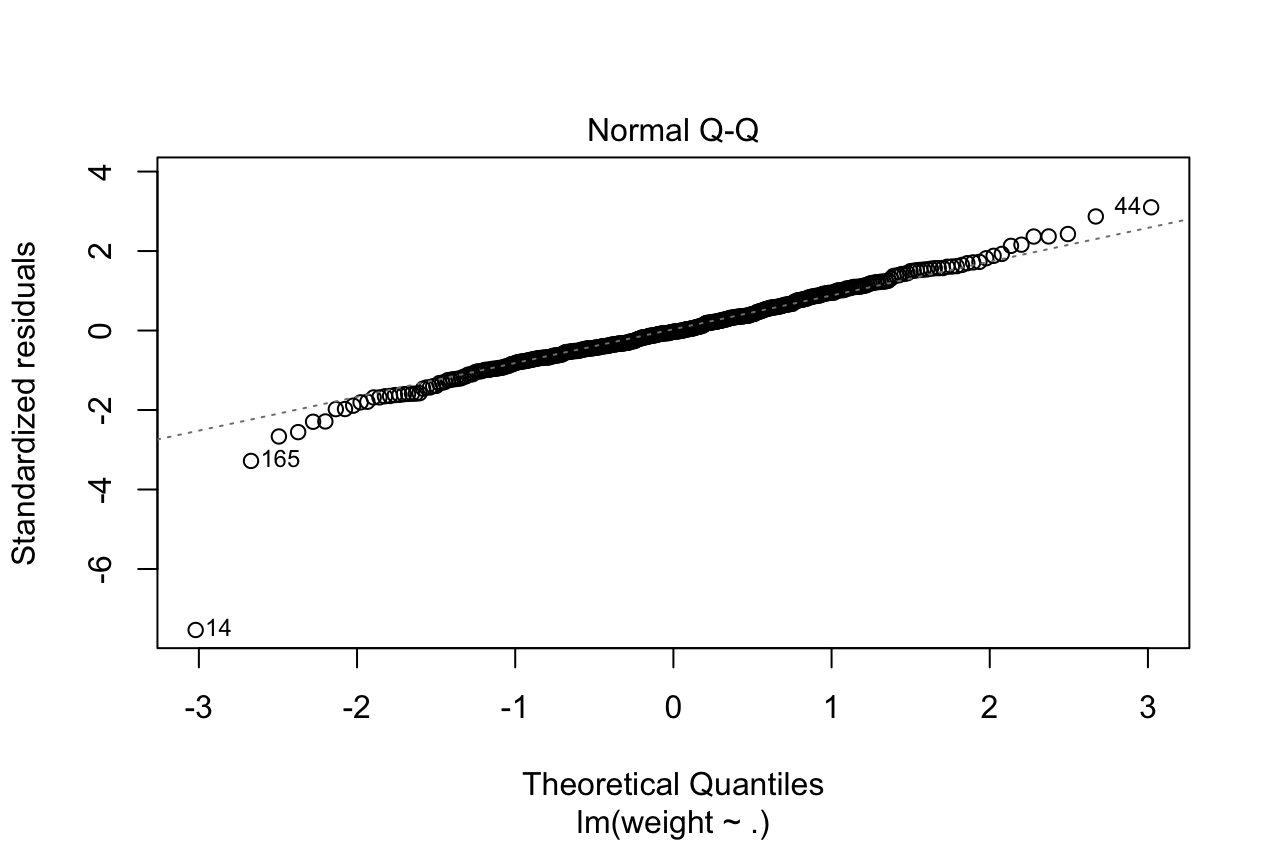 Normal Q-Q
Standardized residuals
4
2
0
-2
-4
-6
44
165
14
-3 -2 -1 0 1 2 3
Theoretical Quantiles
lm(weight ~ .)